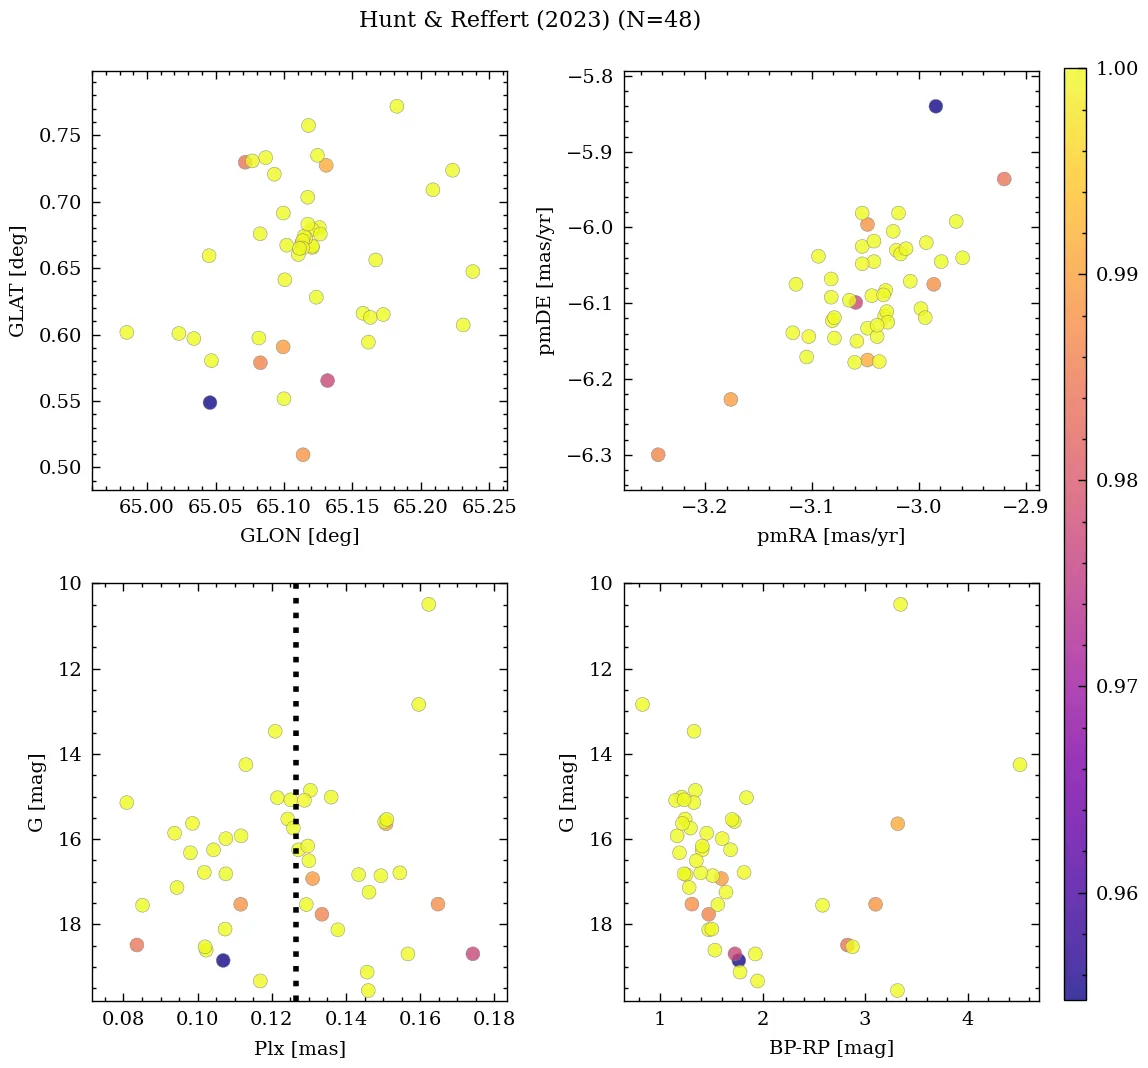 Hunt & Reffert (2023) (N=48)
0.75
0.70
0.65
0.60
0.55
0.50
GLAT [deg]
65.00 65.05 65.10 65.15 65.20 65.25
GLON [deg]
−5.8
−5.9
−6.0
−6.1
−6.2
−6.3
pmDE [mas/yr]
−3.2 −3.1 −3.0 −2.9
pmRA [mas/yr]
10
12
14
16
18
G [mag]
0.08 0.10 0.12 0.14 0.16 0.18
Plx [mas]
10
12
14
16
18
G [mag]
1 2 3 4
BP-RP [mag]
1.00
0.99
0.98
0.97
0.96